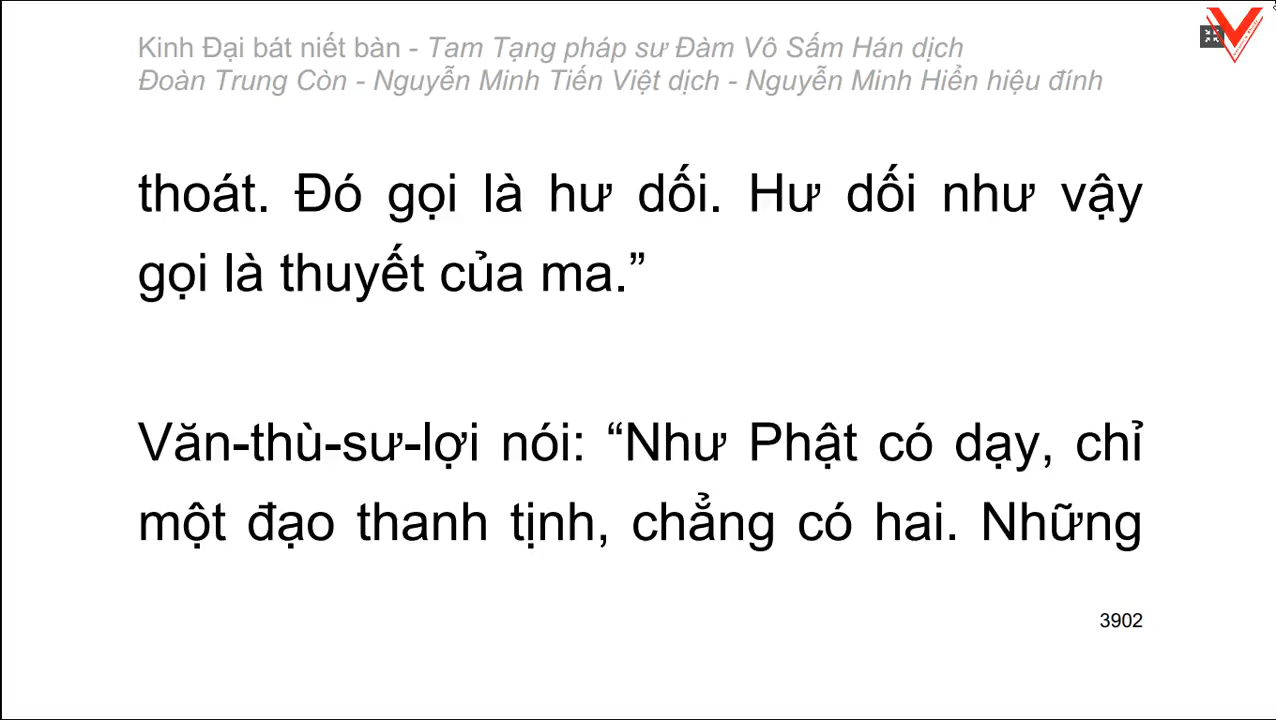 Kinh Đại bát niết bàn - Tam Tạng pháp sư Đàm Vô Sấm Hán dịch
Đoàn Trung Còn - Nguyễn Minh Tiến Việt dịch - Nguyễn Minh Hiển hiệu đính
thoát. Đó gọi là hư dối. Hư dối như vậy
gọi là thuyết của ma.”
Văn-thù-sư-lợi nói: “Như Phật có dạy, chỉ
một đạo thanh tịnh, chẳng có hai. Những
3902